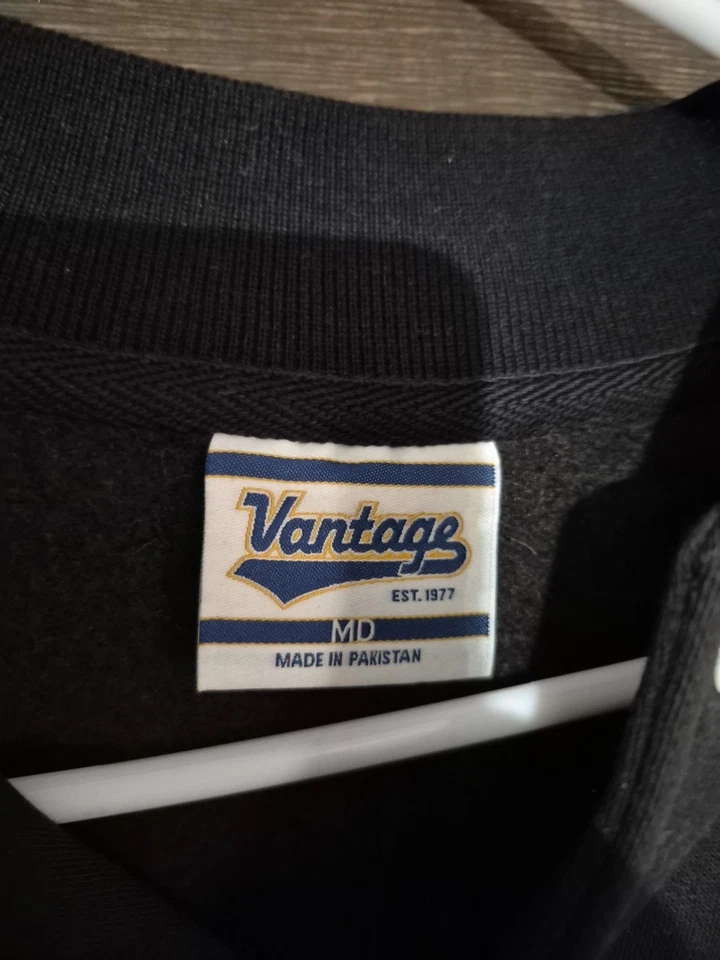 Vantage
EST. 1977
MD
MADE IN PAKISTAN